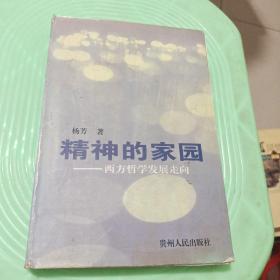 杨芳 著
精神的家园
——西方哲学发展走向
贵州人民出版社